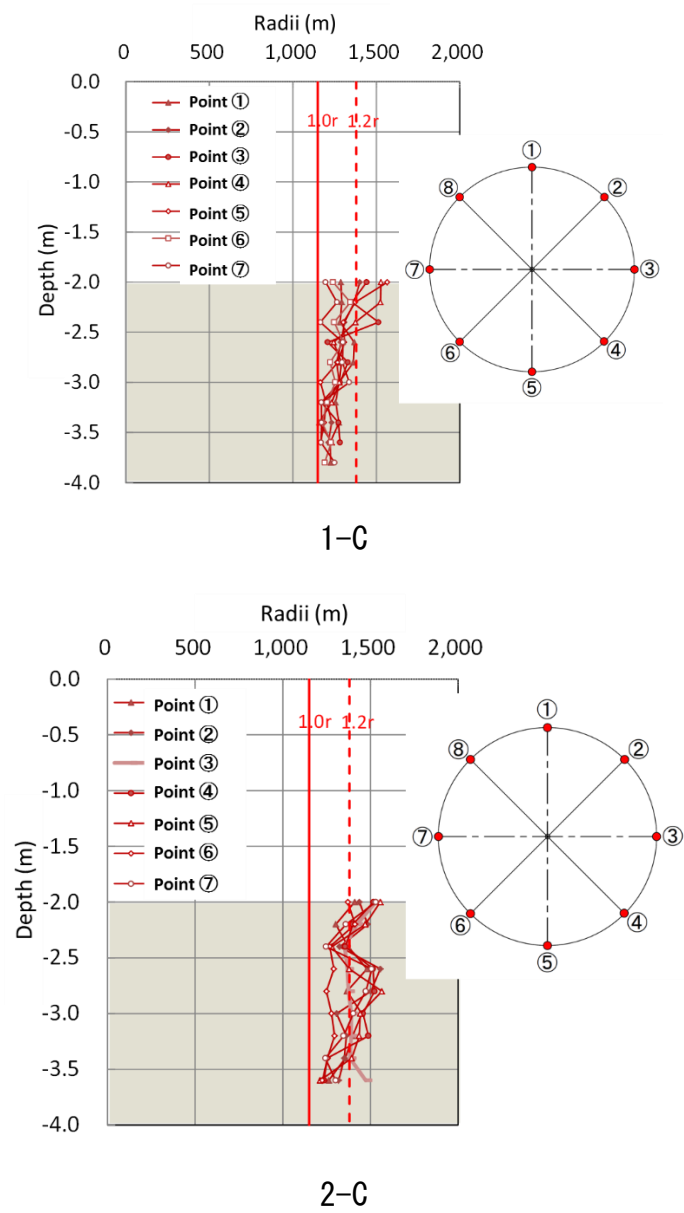 Radii (m)
0 500 1,000 1,500 2,000
0.0
-0.5
-1.0
-1.5
-2.0
-2.5
-3.0
-3.5
-4.0
Depth (m)
Point ①
Point ②
Point ③
Point ④
Point ⑤
Point ⑥
Point ⑦
1.0r 1.2r
①
②
③
④
⑤
⑥
⑦
⑧
1-C
Radii (m)
0 500 1,000 1,500 2,000
0.0
-0.5
-1.0
-1.5
-2.0
-2.5
-3.0
-3.5
-4.0
Depth (m)
Point ①
Point ②
Point ③
Point ④
Point ⑤
Point ⑥
Point ⑦
1.0r 1.2r
①
②
③
④
⑤
⑥
⑦
⑧
2-C